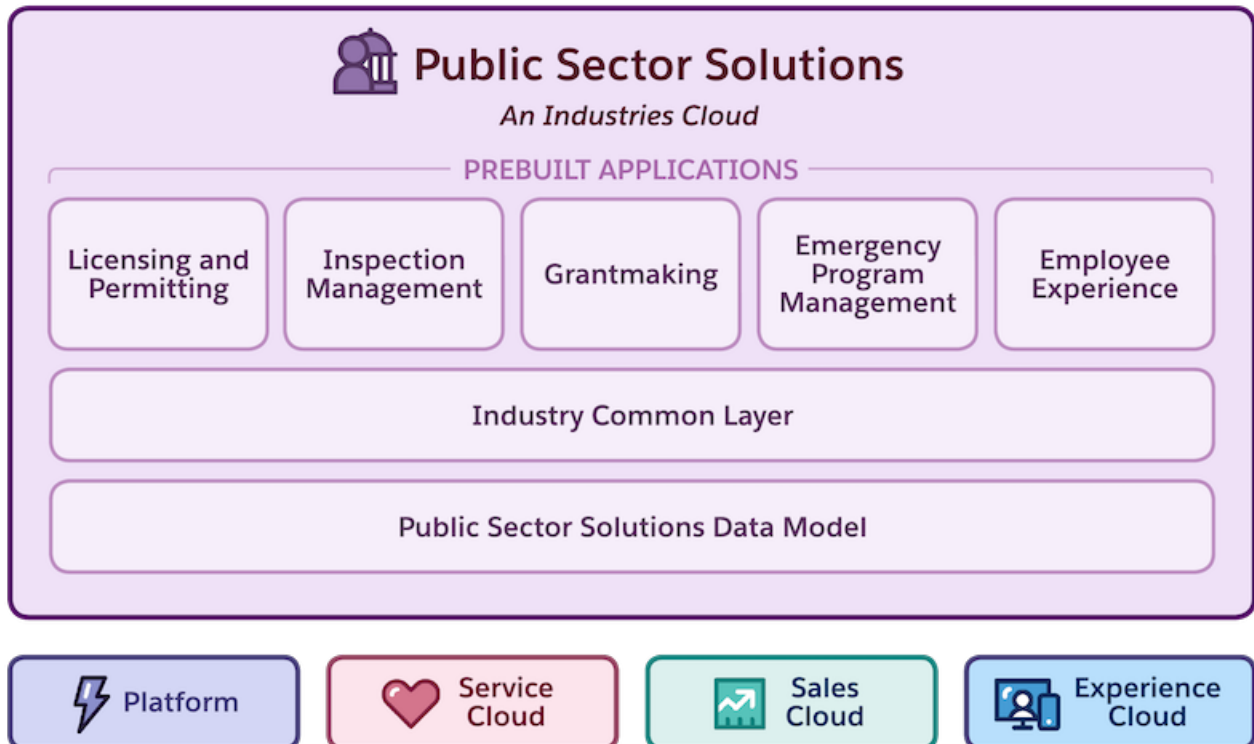 Public Sector Solutions
An Industries Cloud
PREBUILT APPLICATIONS
Licensing and
Permitting
Inspection
Management
Grantmaking
Emergency
Program
Management
Employee
Experience
Industry Common Layer
Public Sector Solutions Data Model
Platform
Service
Cloud
Sales
Cloud
Experience
Cloud